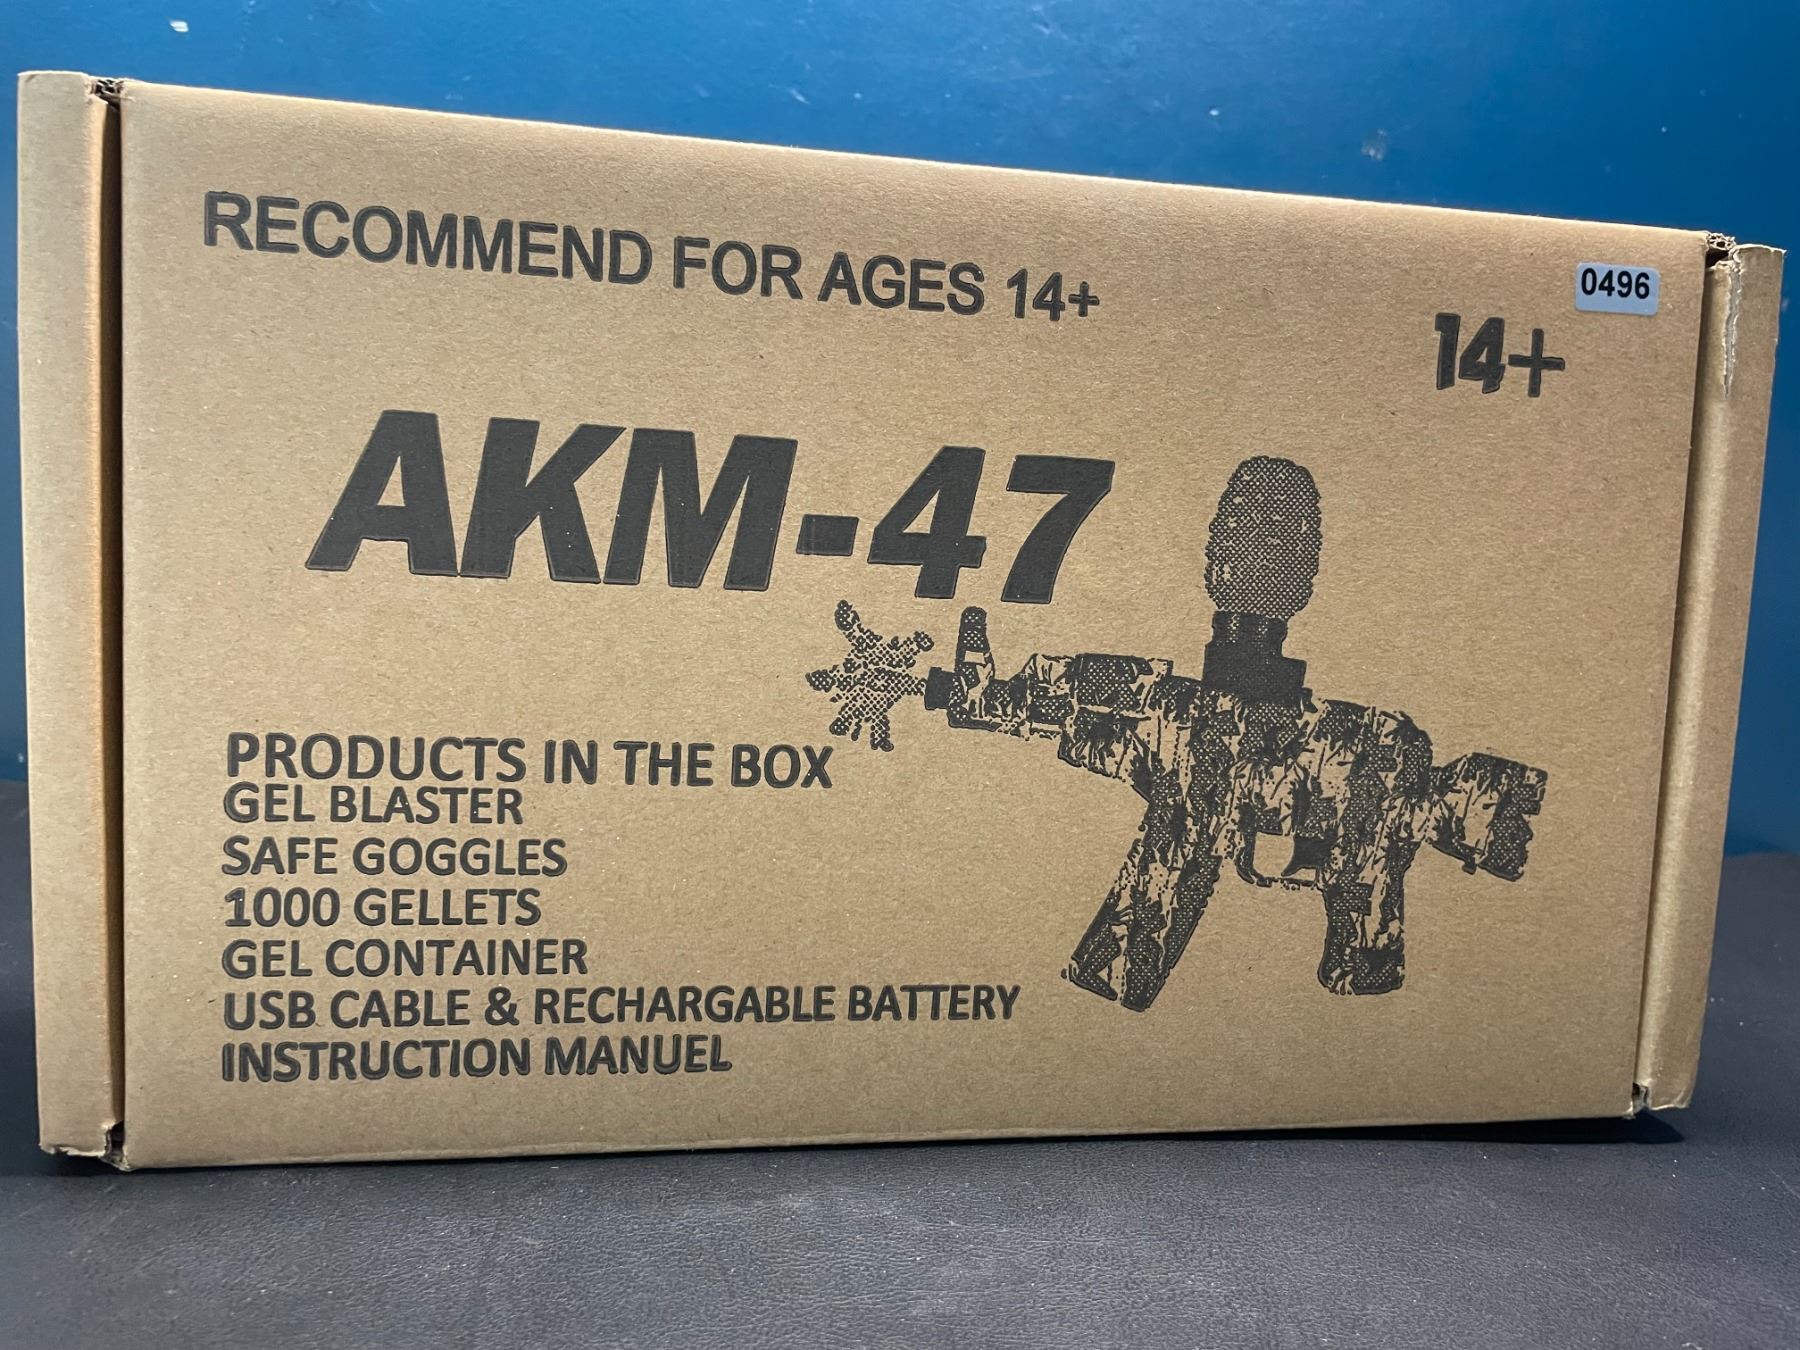 RECOMMEND FOR AGES 14+
0496
14+
AKM-47
PRODUCTS IN THE BOX
GEL BLASTER
SAFE GOGGLES
1000 GELLETS
GEL CONTAINER
USB CABLE & RECHARGABLE BATTERY
INSTRUCTION MANUEL